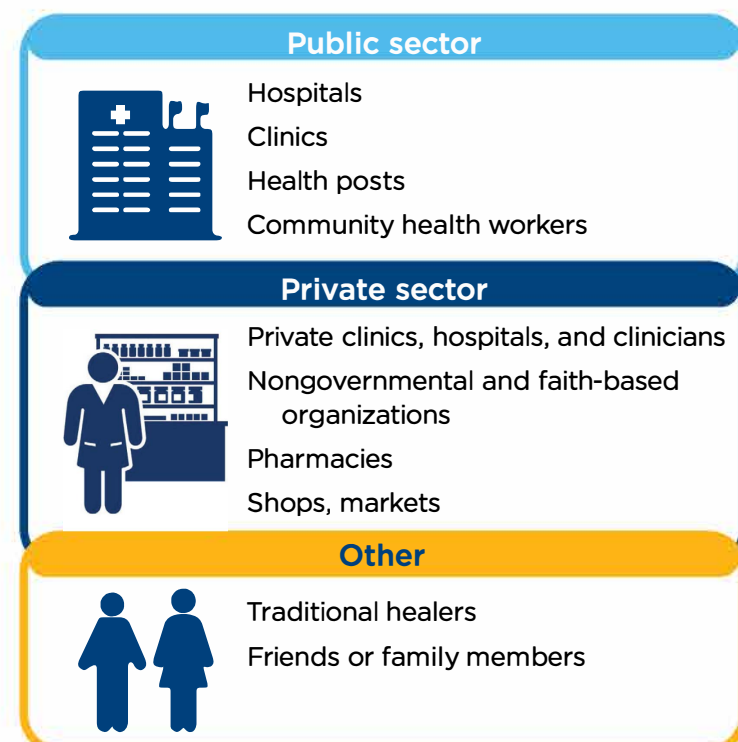 Public sector
Hospitals
Clinics
Health posts
Community health workers
Private sector
Private clinics, hospitals, and clinicians
Nongovernmental and faith-based
organizations
Pharmacies
Shops, markets
Other
Traditional healers
Friends or family members